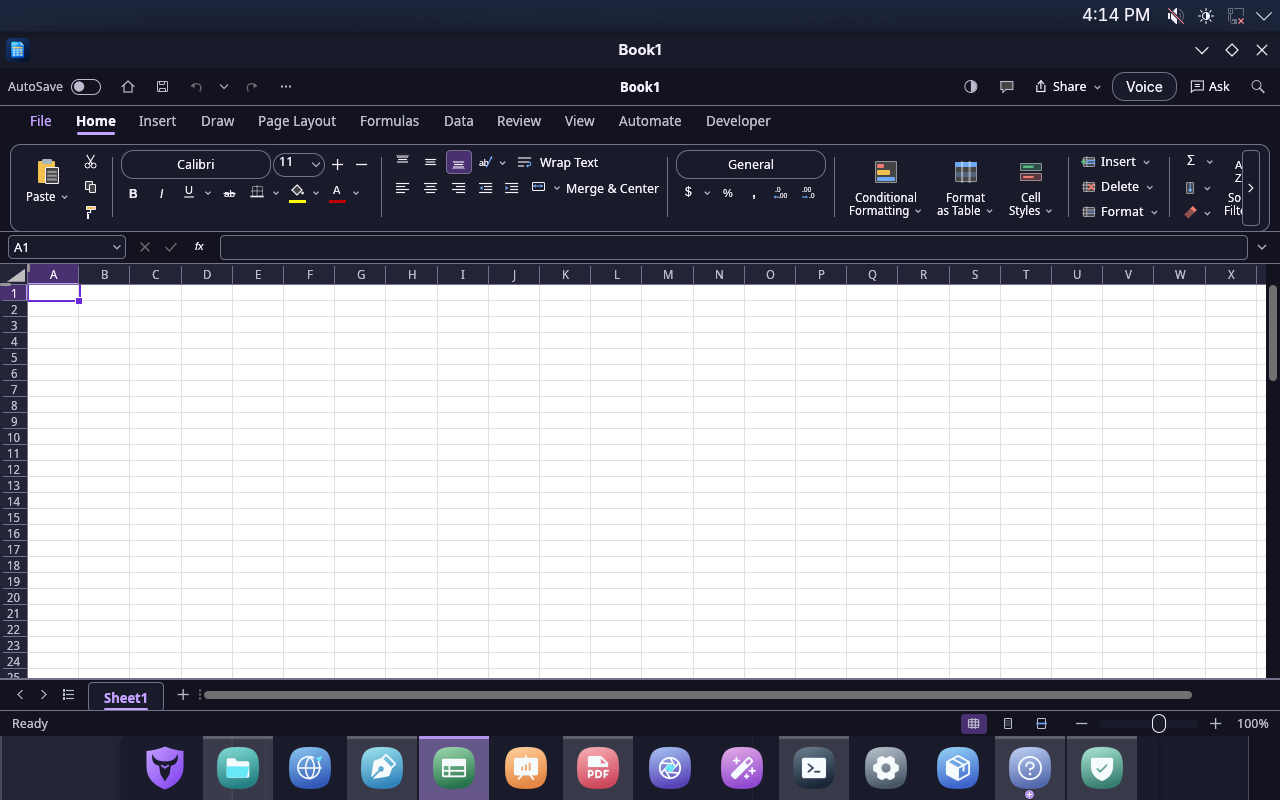 4:14 PM
Book1
AutoSave
Book1
Share
Voice
Ask
File Home Insert Draw Page Layout Formulas Data Review View Automate Developer
Paste
Calibri
11
B I U ab A
ab
Wrap Text
Merge & Center
General
$ % ,
Conditional Formatting
Format as Table
Cell Styles
Insert
Delete
Format
Σ
A1
fx
A B C D E F G H I J K L M N O P Q R S T U V W X
1
2
3
4
5
6
7
8
9
10
11
12
13
14
15
16
17
18
19
20
21
22
23
24
25
Sheet1
Ready
100%
PDF